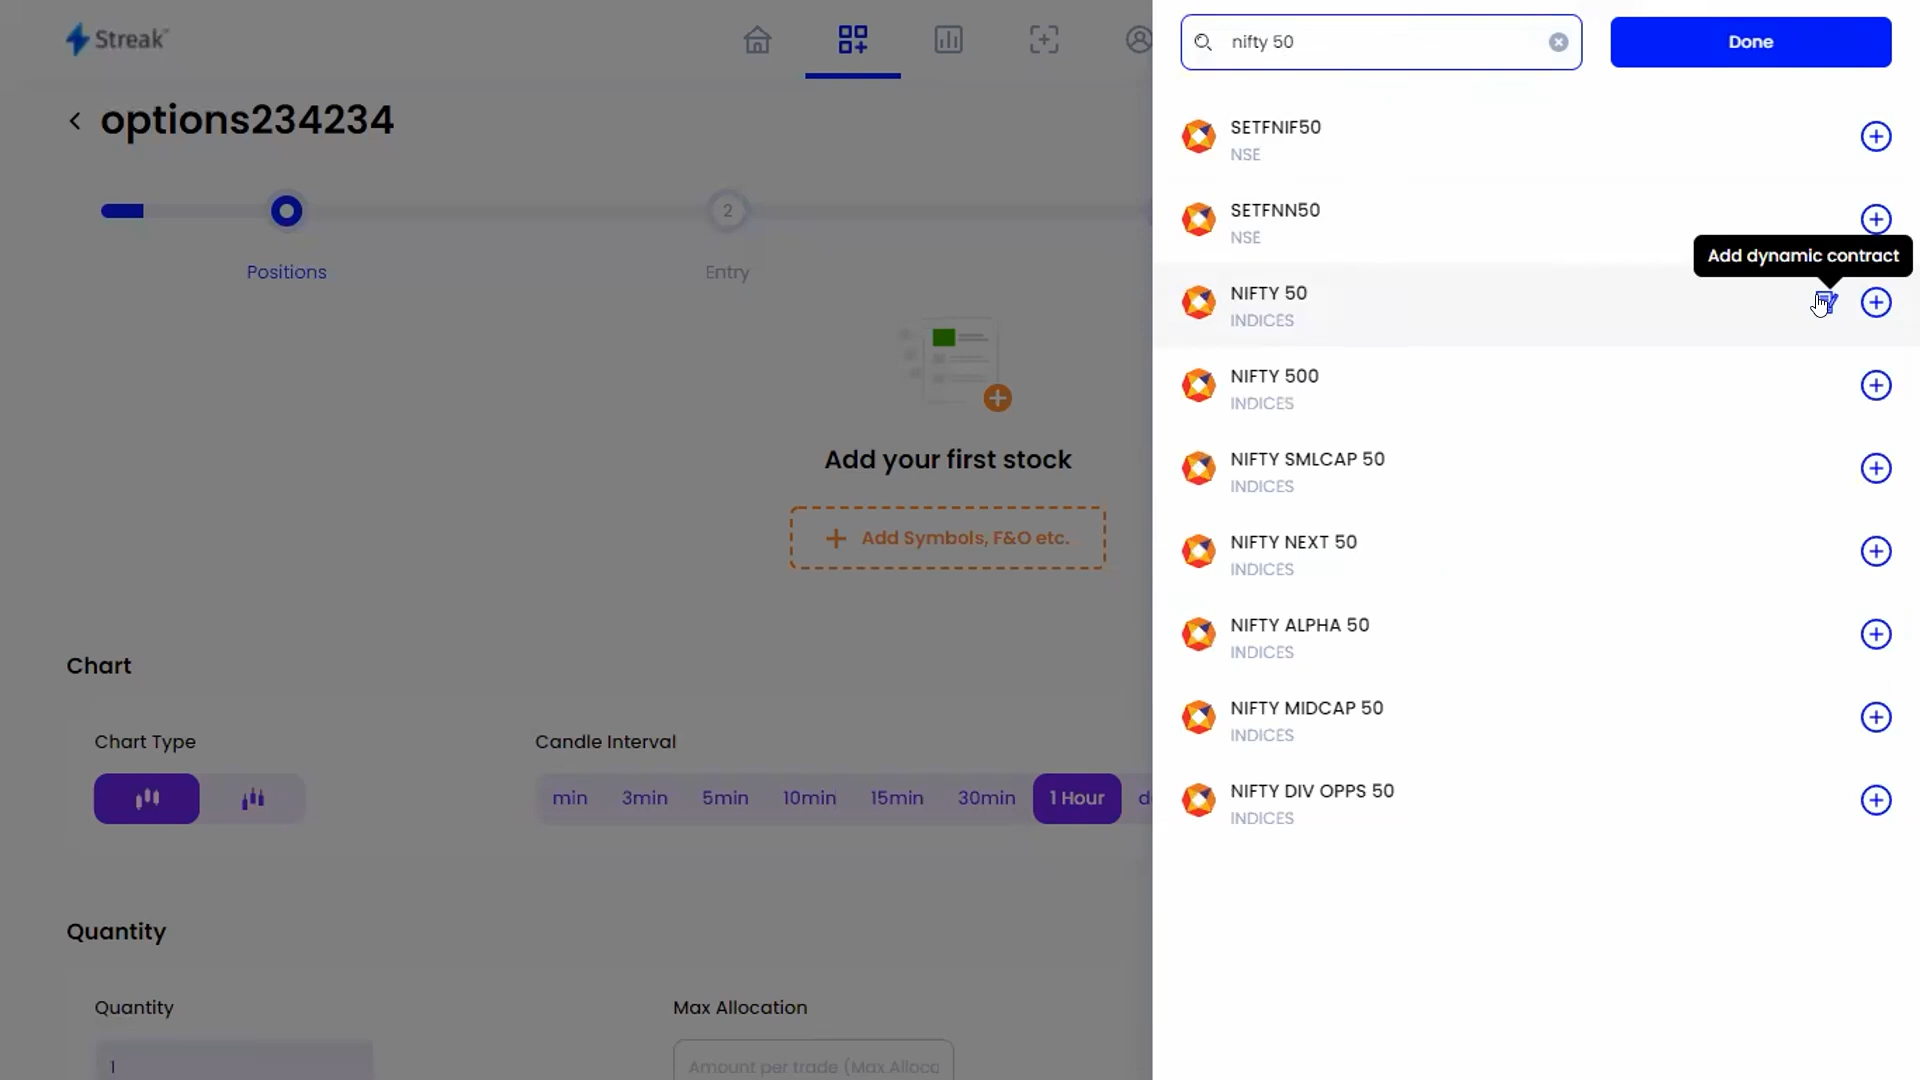 Streak
options234234
2
Positions
Entry
Add your first stock
Add Symbols, F&O etc.
Chart
Chart Type
Candle Interval
min
3min
5min
10min
15min
30min
1 Hour
Quantity
Quantity
Max Allocation
1
Amount per trade (Max Alloca
nifty 50
Done
SETFNIF50
NSE
SETFNN50
NSE
Add dynamic contract
NIFTY 50
INDICES
NIFTY 500
INDICES
NIFTY SMLCAP 50
INDICES
NIFTY NEXT 50
INDICES
NIFTY ALPHA 50
INDICES
NIFTY MIDCAP 50
INDICES
NIFTY DIV OPPS 50
INDICES